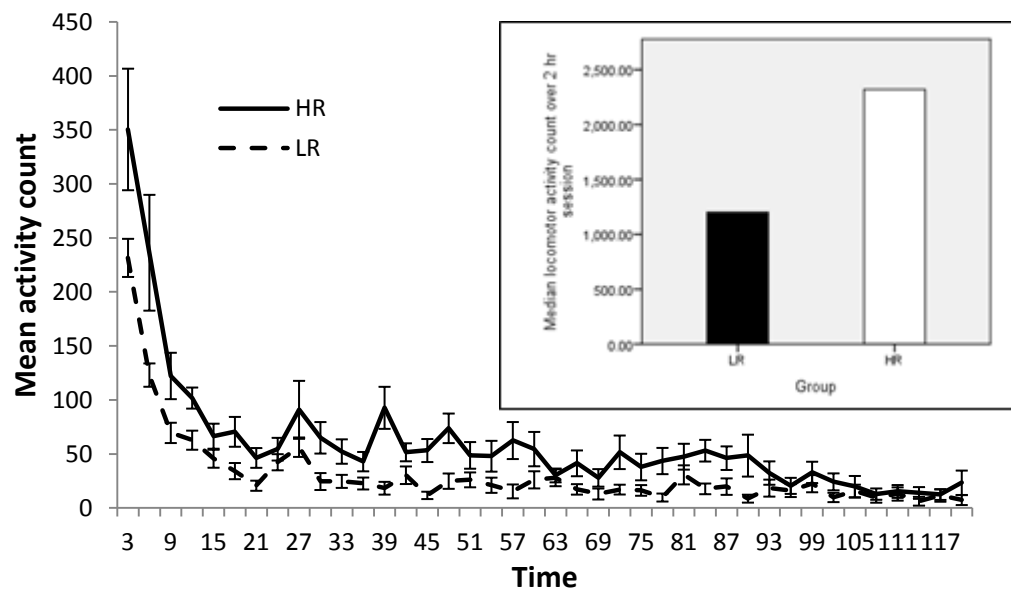 450
400
350
300
250
200
150
100
50
0
Mean activity count
HR
LR
3 9 15 21 27 33 39 45 51 57 63 69 75 81 87 93 99 105 111 117
Time
Median locomotor activity count over 2 hr
session
2,500.00
2,000.00
1,500.00
1,000.00
500.00
0.00
LR HR
Group